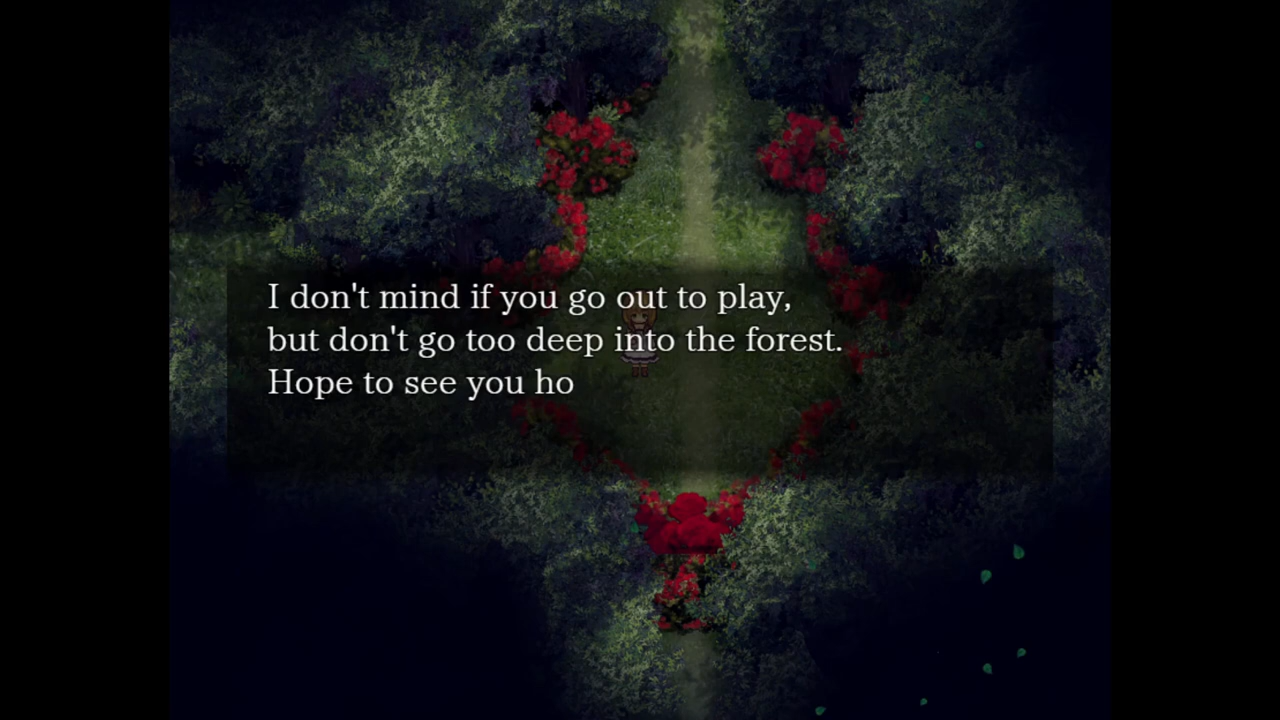 I don't mind if you go out to play,
but don't go too deep into the forest.
Hope to see you ho